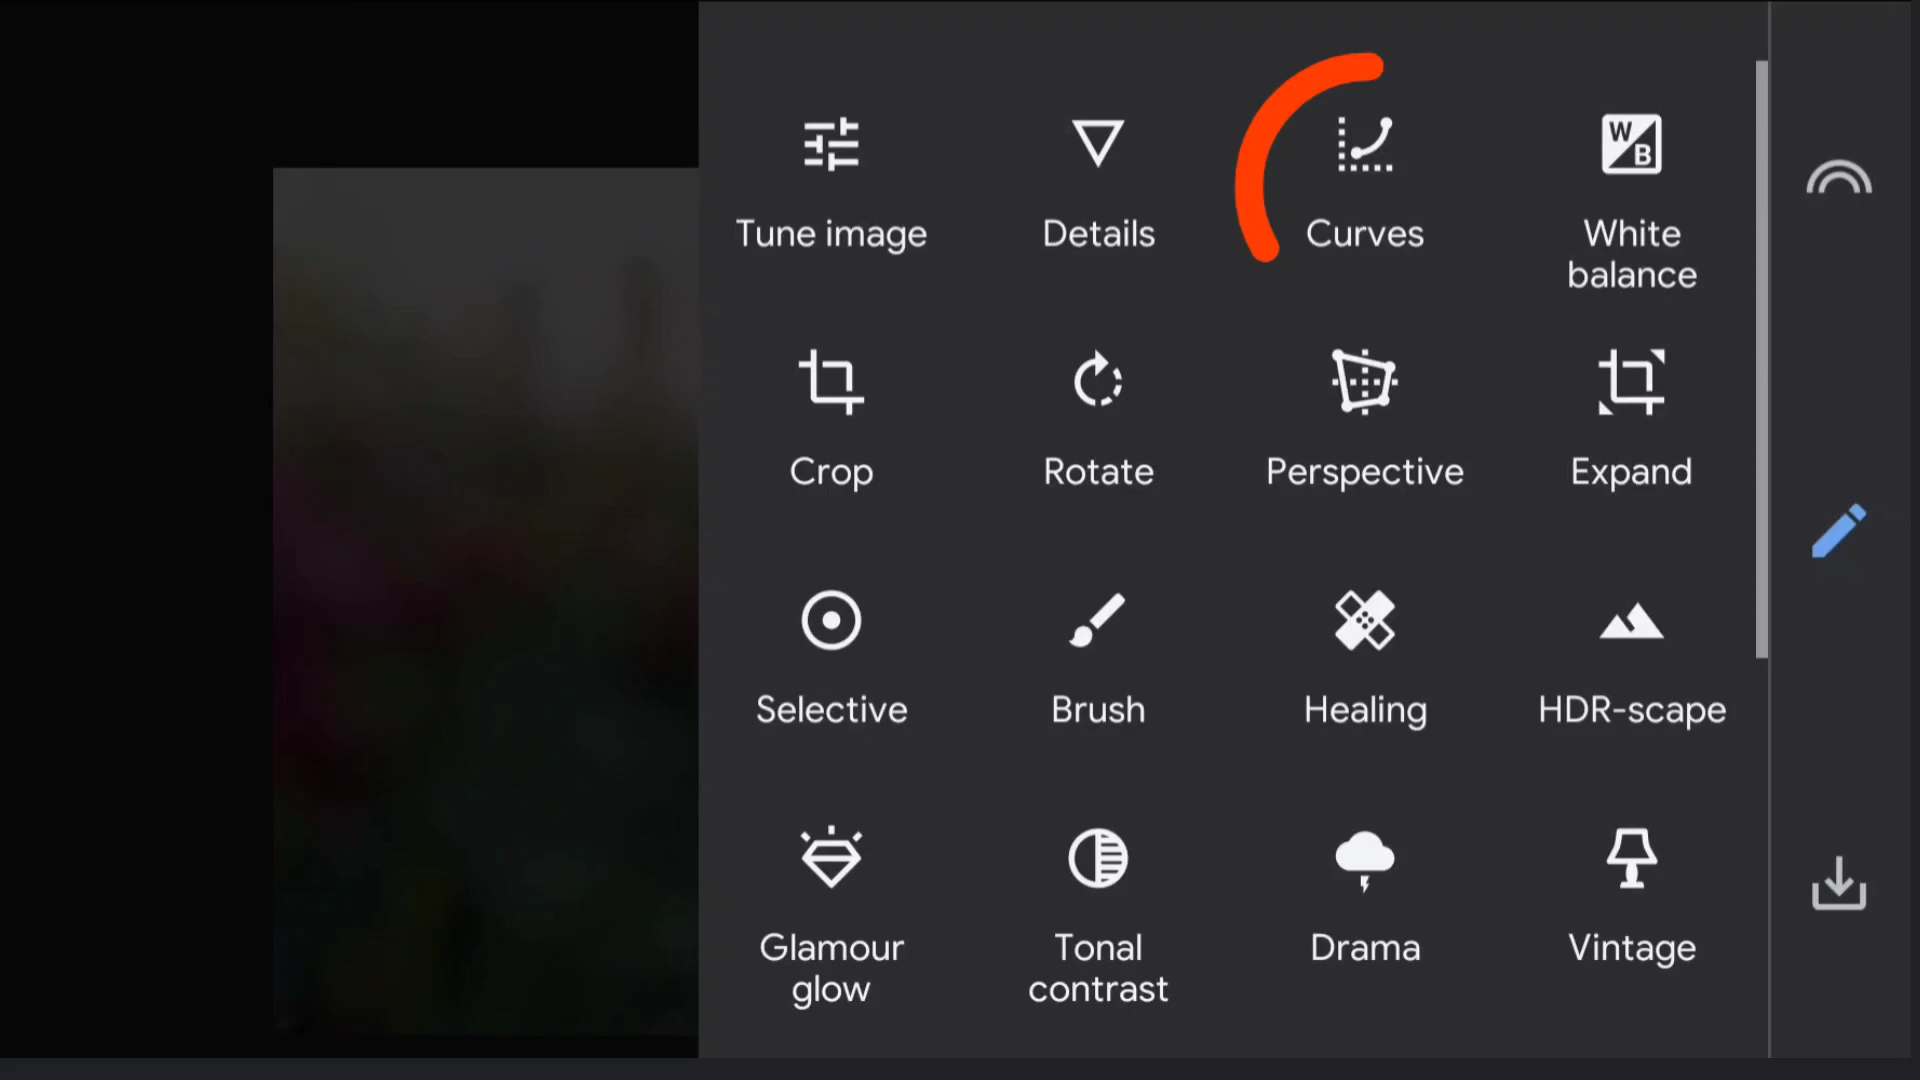 Tune image
Details
Curves
White
balance
Crop
Rotate
Perspective
Expand
Selective
Brush
Healing
HDR-scape
Glamour
glow
Tonal
contrast
Drama
Vintage